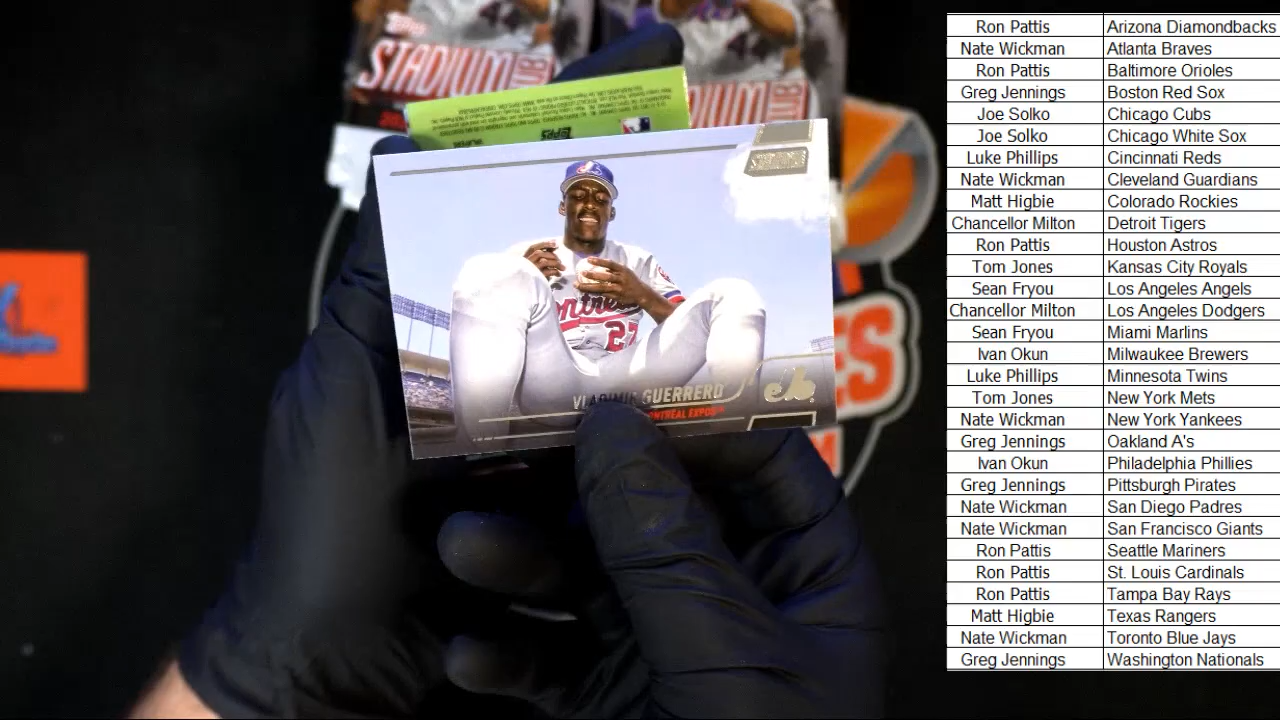 STADIUM CLUB
STADIUM CLUB
TOPPS
VLADIMIR GUERRERO
MONTREAL EXPOS™
27
Ron Pattis Arizona Diamondbacks
Nate Wickman Atlanta Braves
Ron Pattis Baltimore Orioles
Greg Jennings Boston Red Sox
Joe Solko Chicago Cubs
Joe Solko Chicago White Sox
Luke Phillips Cincinnati Reds
Nate Wickman Cleveland Guardians
Matt Higbie Colorado Rockies
Chancellor Milton Detroit Tigers
Ron Pattis Houston Astros
Tom Jones Kansas City Royals
Sean Fryou Los Angeles Angels
Chancellor Milton Los Angeles Dodgers
Sean Fryou Miami Marlins
Ivan Okun Milwaukee Brewers
Luke Phillips Minnesota Twins
Tom Jones New York Mets
Nate Wickman New York Yankees
Greg Jennings Oakland A's
Ivan Okun Philadelphia Phillies
Greg Jennings Pittsburgh Pirates
Nate Wickman San Diego Padres
Nate Wickman San Francisco Giants
Ron Pattis Seattle Mariners
Ron Pattis St. Louis Cardinals
Ron Pattis Tampa Bay Rays
Matt Higbie Texas Rangers
Nate Wickman Toronto Blue Jays
Greg Jennings Washington Nationals